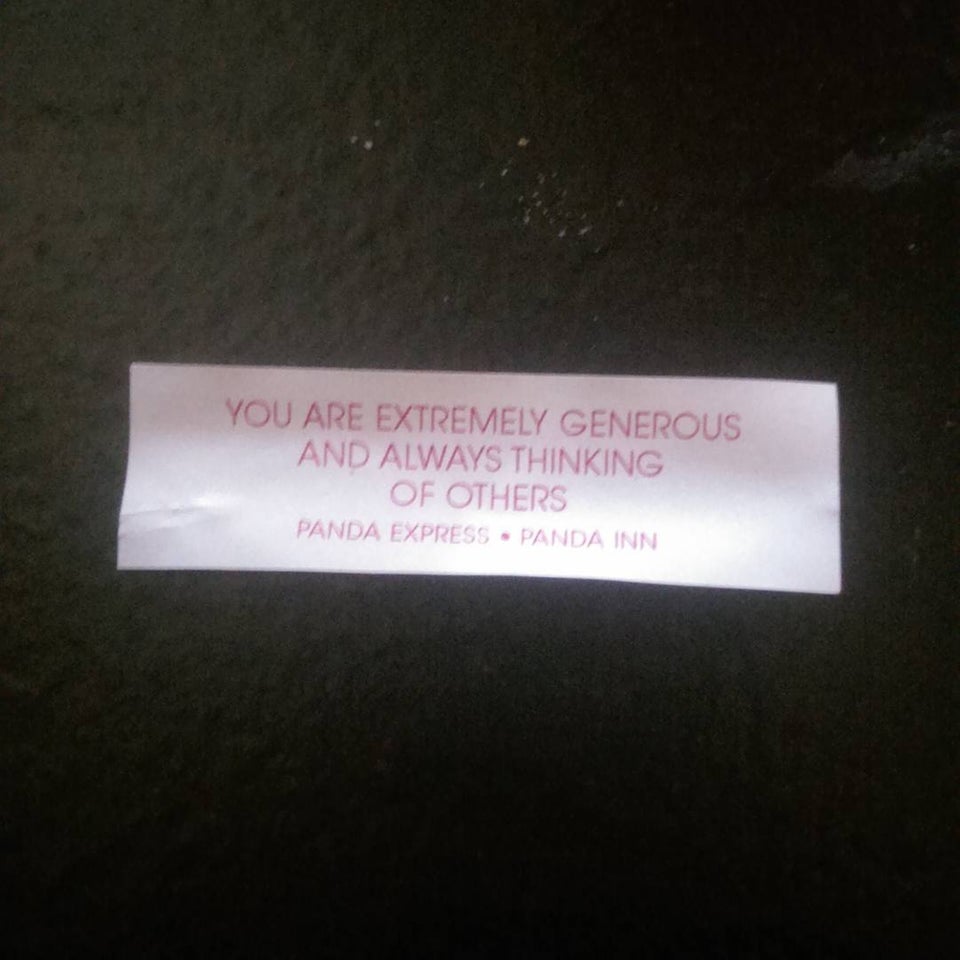 YOU ARE EXTREMELY GENEROUS
AND ALWAYS THINKING
OF OTHERS
PANDA EXPRESS • PANDA INN